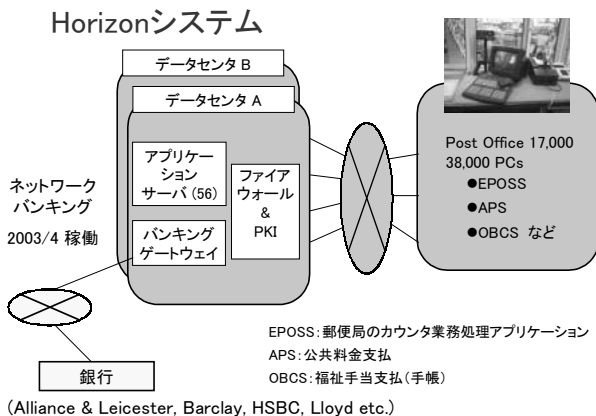 Horizonシステム
データセンタ B
データセンタ A
アプリケー
ション
サーバ (56)
ファイア
ウォール
&
PKI
バンキング
ゲートウェイ
ネットワーク
バンキング
2003/4 稼働
Post Office 17,000
38,000 PCs
●EPOSS
●APS
●OBCS など
銀行
(Alliance & Leicester, Barclay, HSBC, Lloyd etc.)
EPOSS:郵便局のカウンタ業務処理アプリケーション
APS:公共料金支払
OBCS:福祉手当支払(手帳)